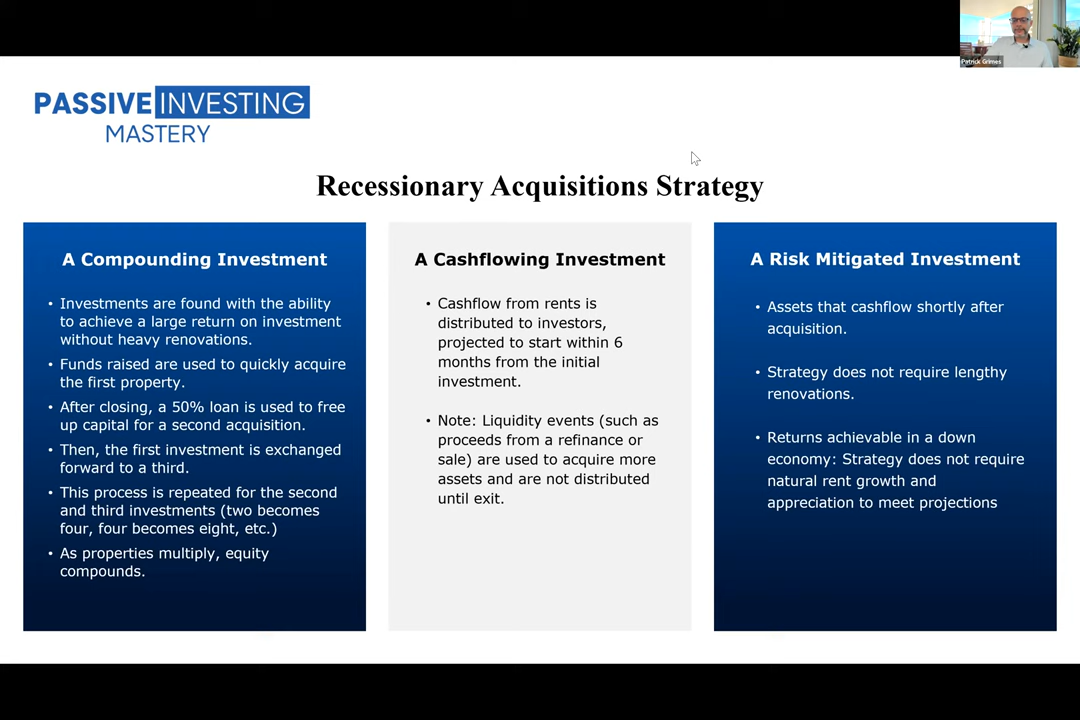 Patrick Grimes
PASSIVE INVESTING
MASTERY
Recessionary Acquisitions Strategy
A Compounding Investment
• Investments are found with the ability
to achieve a large return on investment
without heavy renovations.
• Funds raised are used to quickly acquire
the first property.
• After closing, a 50% loan is used to free
up capital for a second acquisition.
• Then, the first investment is exchanged
forward to a third.
• This process is repeated for the second
and third investments (two becomes
four, four becomes eight, etc.)
• As properties multiply, equity
compounds.
A Cashflowing Investment
• Cashflow from rents is
distributed to investors,
projected to start within 6
months from the initial
investment.
• Note: Liquidity events (such as
proceeds from a refinance or
sale) are used to acquire more
assets and are not distributed
until exit.
A Risk Mitigated Investment
• Assets that cashflow shortly after
acquisition.
• Strategy does not require lengthy
renovations.
• Returns achievable in a down
economy: Strategy does not require
natural rent growth and
appreciation to meet projections